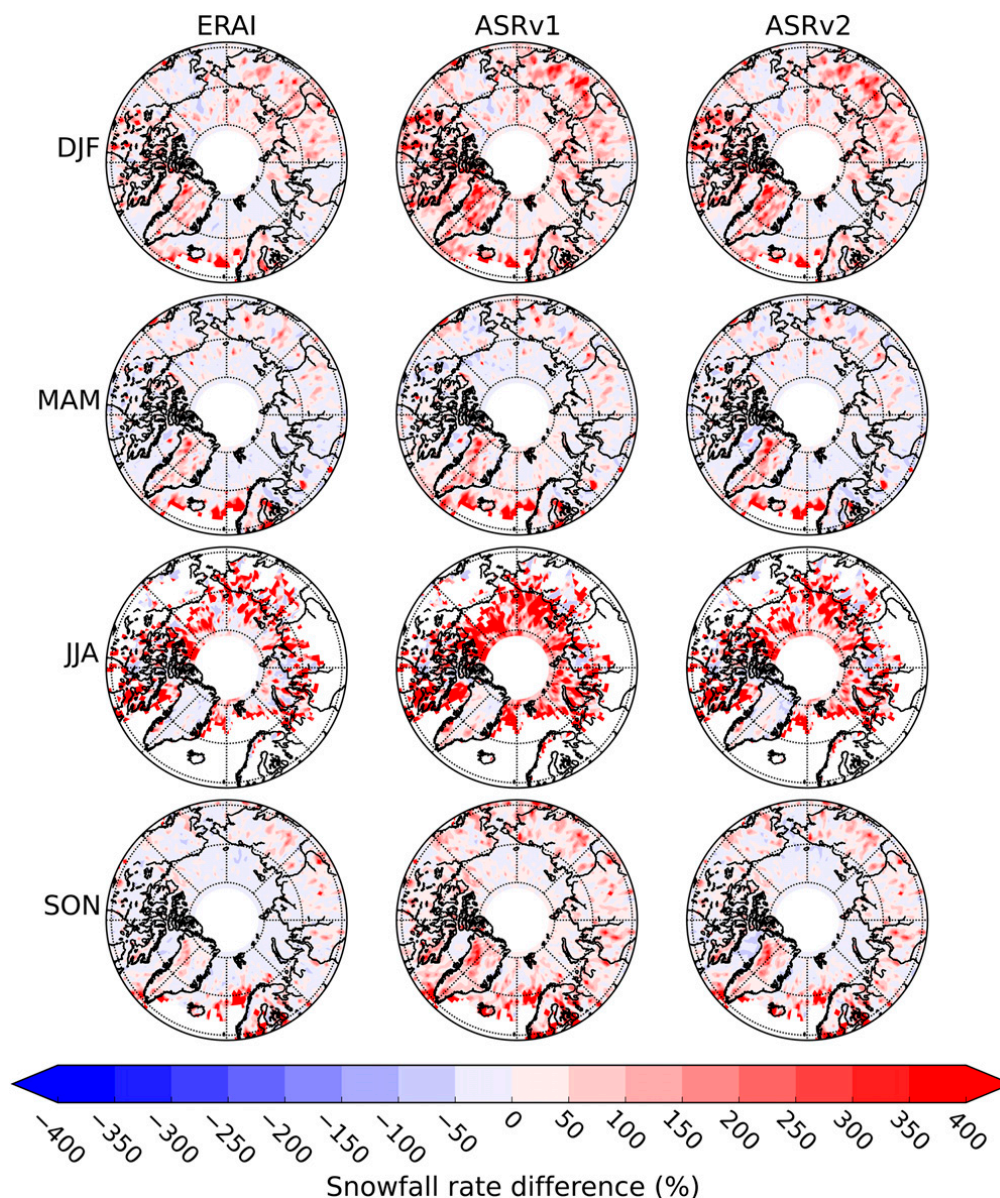 ERAI ASRv1 ASRv2
DJF
MAM
JJA
SON
−400 −350 −300 −250 −200 −150 −100 −50 0 50 100 150 200 250 300 350 400
Snowfall rate difference (%)